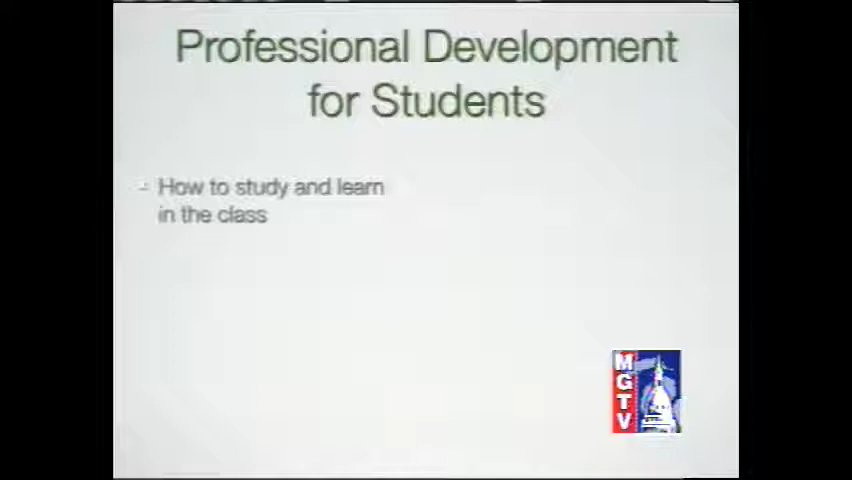 Professional Development
for Students
- How to study and learn
in the class
MGTV